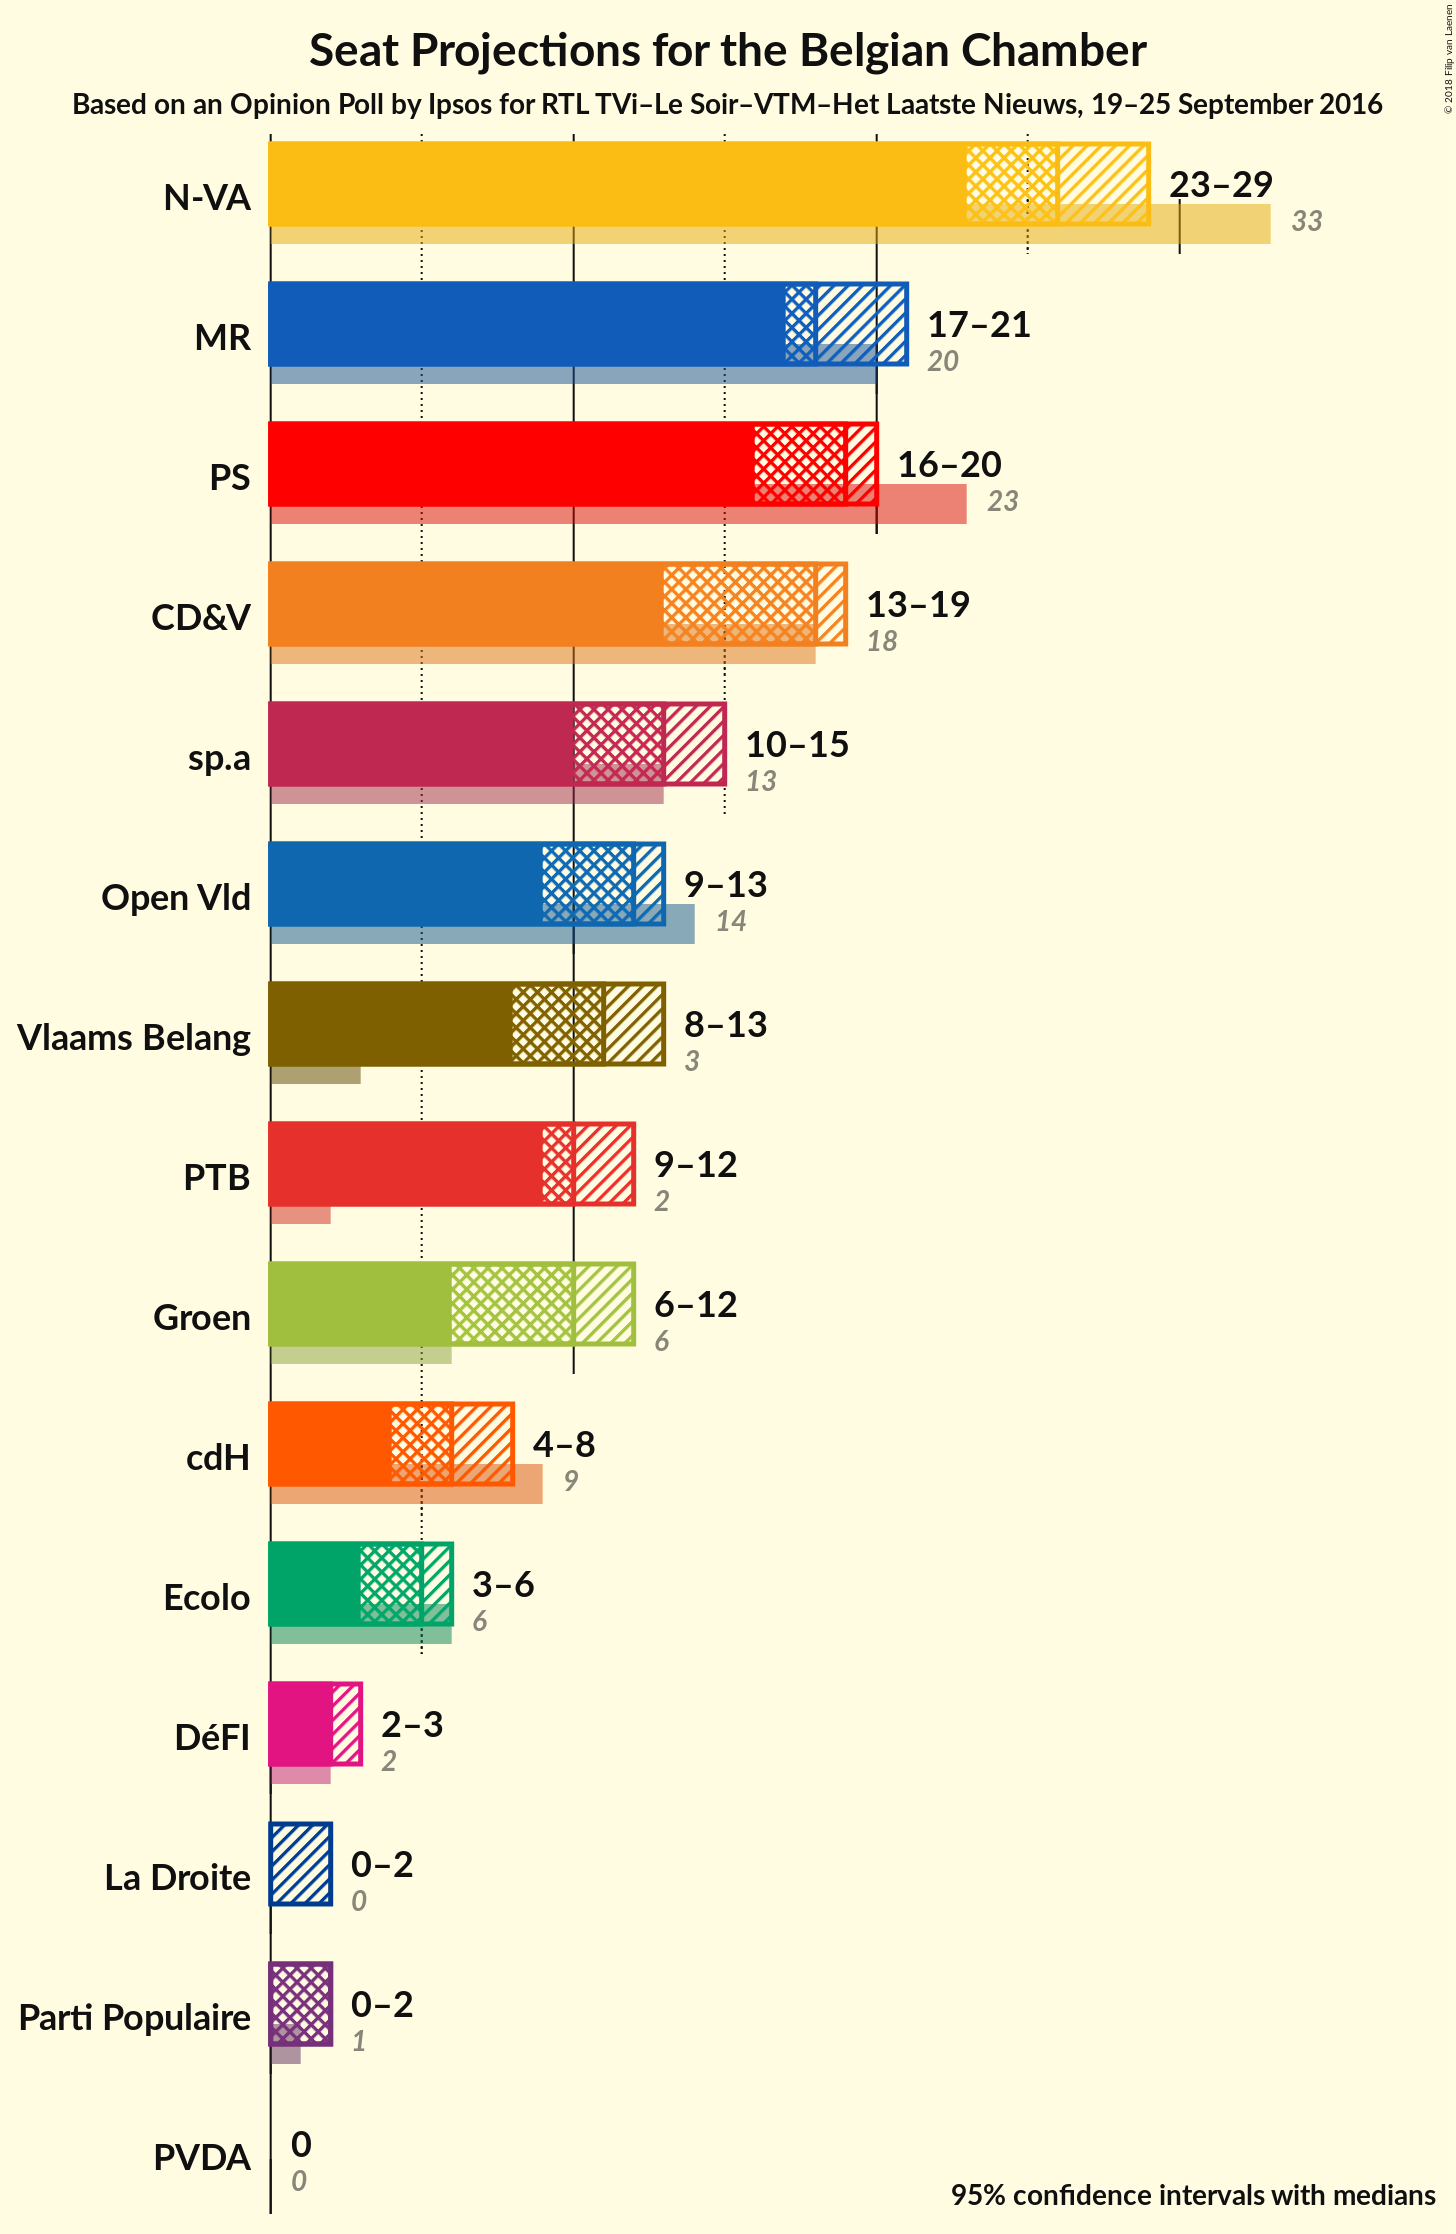 Seat Projections for the Belgian Chamber
Based on an Opinion Poll by Ipsos for RTL TVi–Le Soir–VTM–Het Laatste Nieuws, 19–25 September 2016
© 2018 Filip van Laenen
N-VA
23–29
33
MR
17–21
20
PS
16–20
23
CD&V
13–19
18
sp.a
10–15
13
Open Vld
9–13
14
Vlaams Belang
8–13
3
PTB
9–12
2
Groen
6–12
6
cdH
4–8
9
Ecolo
3–6
6
DéFI
2–3
2
La Droite
0–2
0
Parti Populaire
0–2
1
PVDA
0
0
95% confidence intervals with medians